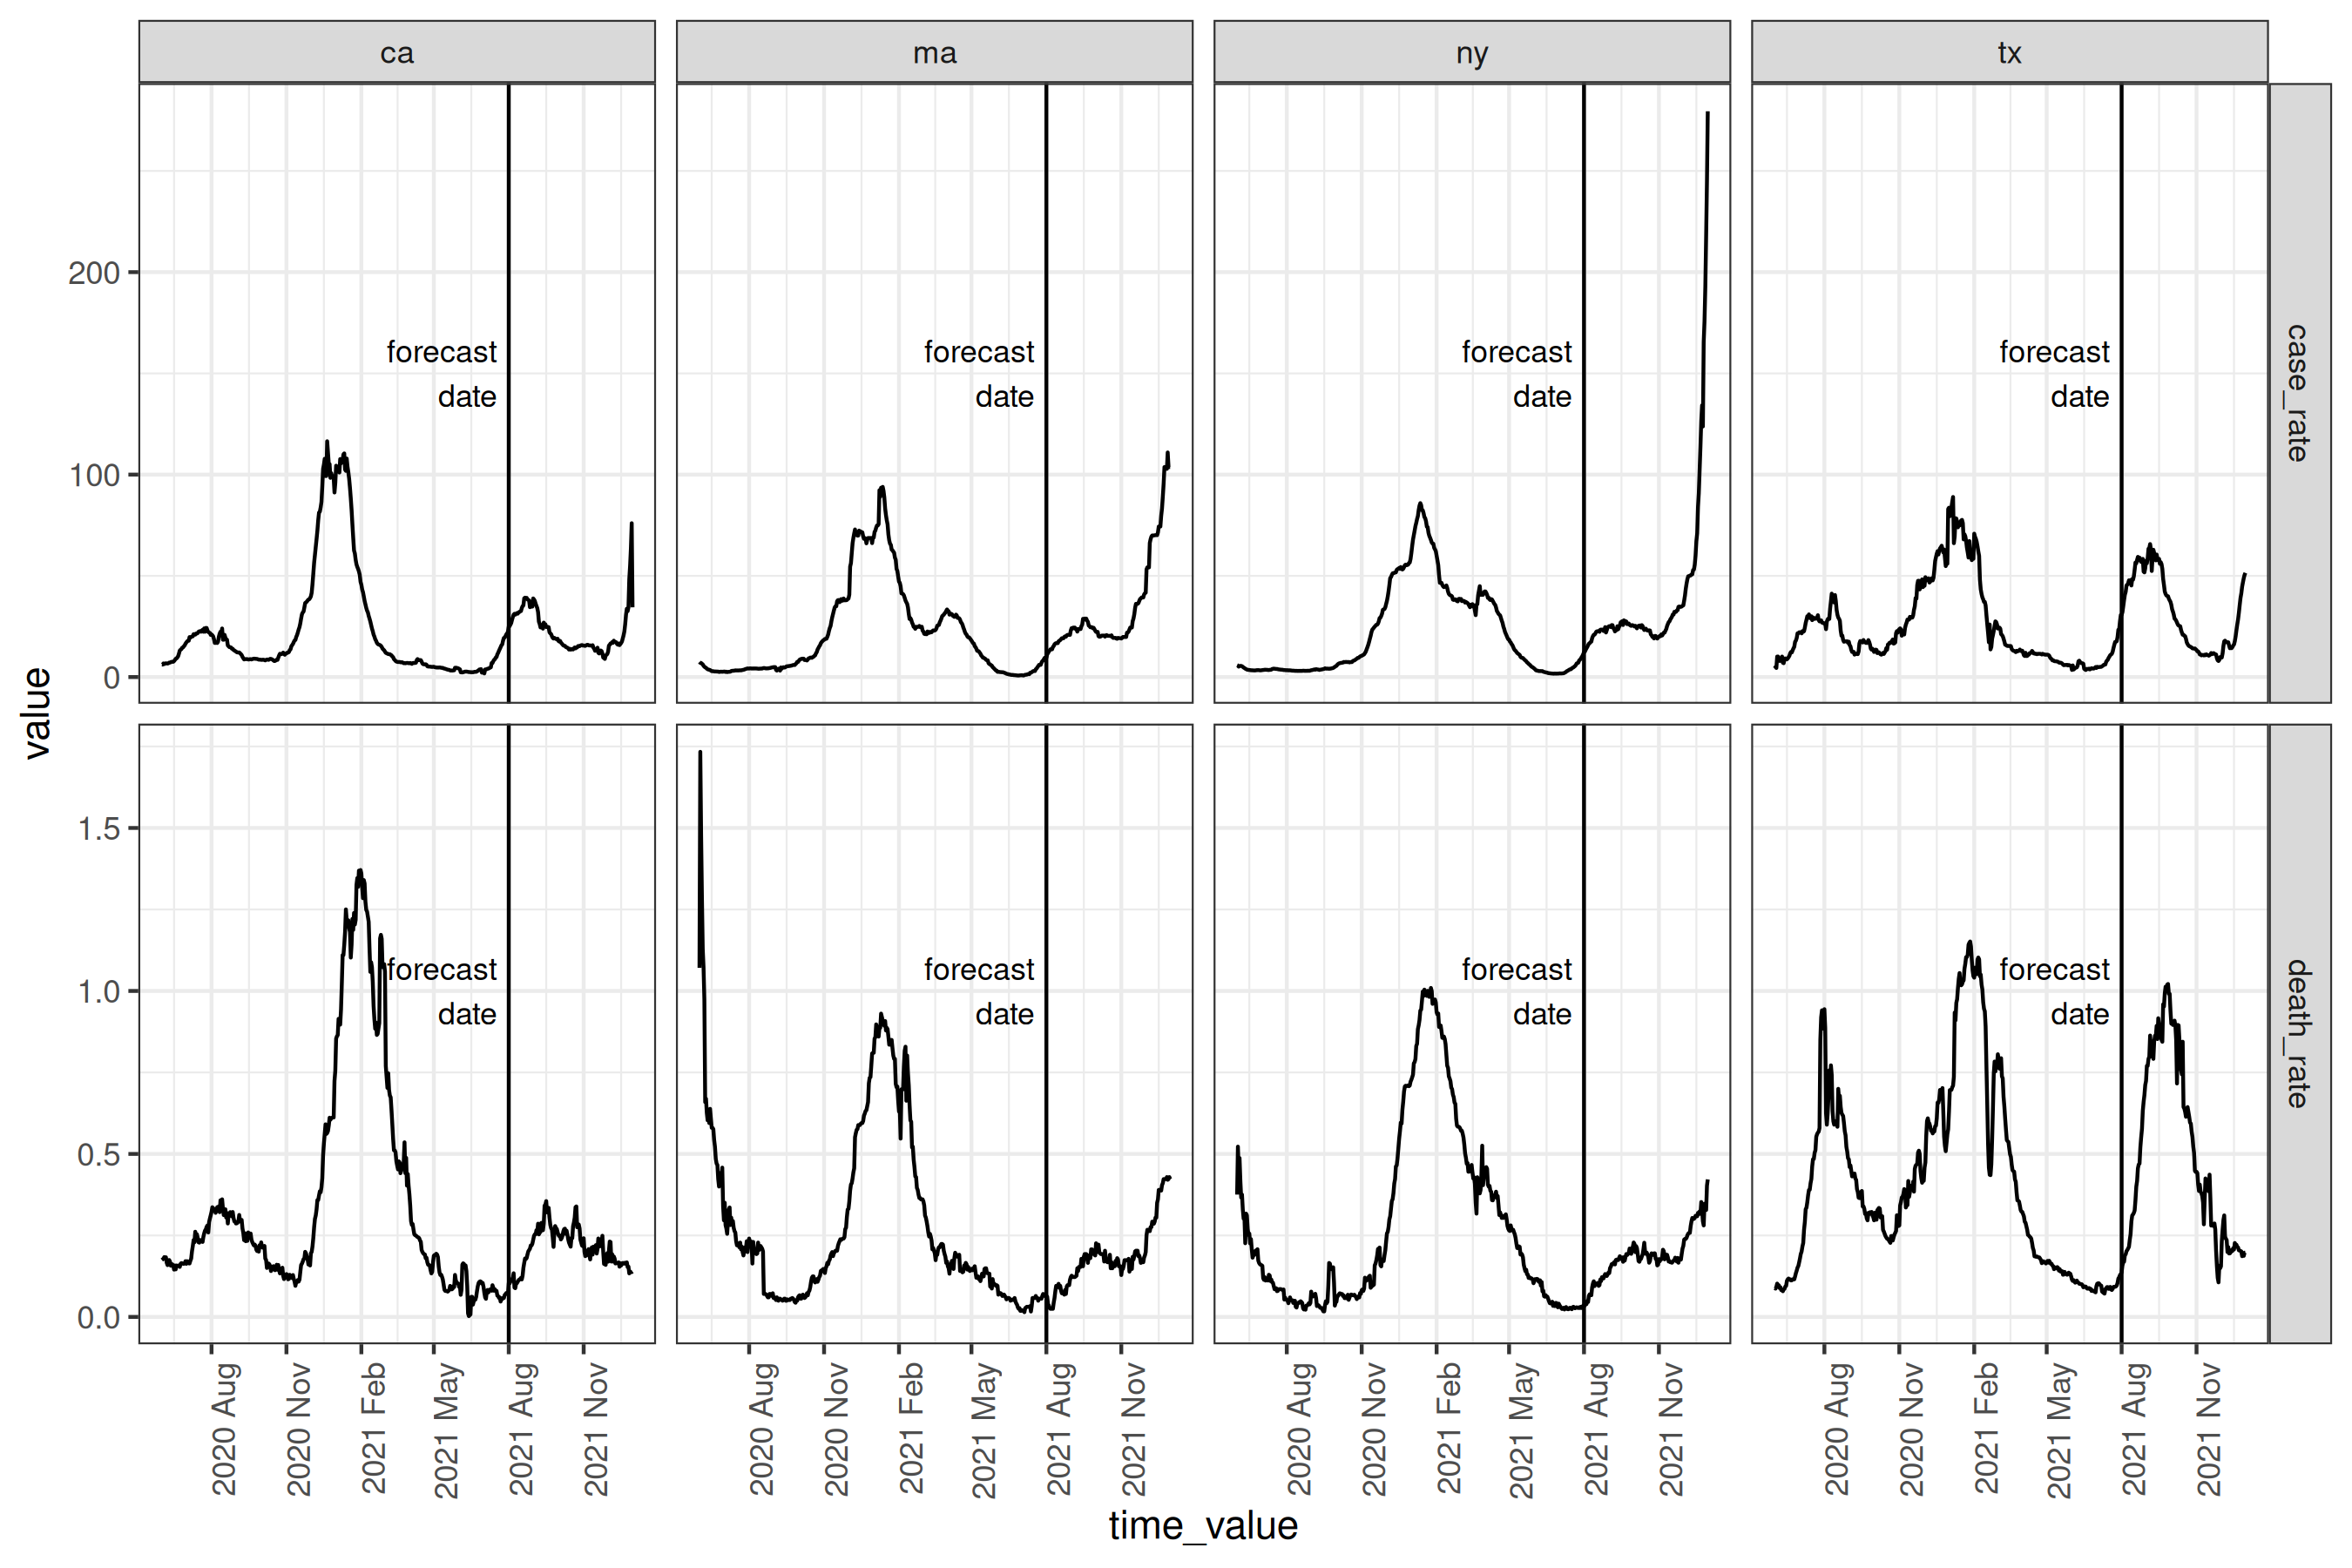 ca
ma
ny
tx
case_rate
death_rate
value
200
100
0
forecast
date
forecast
date
forecast
date
forecast
date
1.5
1.0
0.5
0.0
forecast
date
forecast
date
forecast
date
forecast
date
2020 Aug
2020 Nov
2021 Feb
2021 May
2021 Aug
2021 Nov
2020 Aug
2020 Nov
2021 Feb
2021 May
2021 Aug
2021 Nov
2020 Aug
2020 Nov
2021 Feb
2021 May
2021 Aug
2021 Nov
2020 Aug
2020 Nov
2021 Feb
2021 May
2021 Aug
2021 Nov
time_value